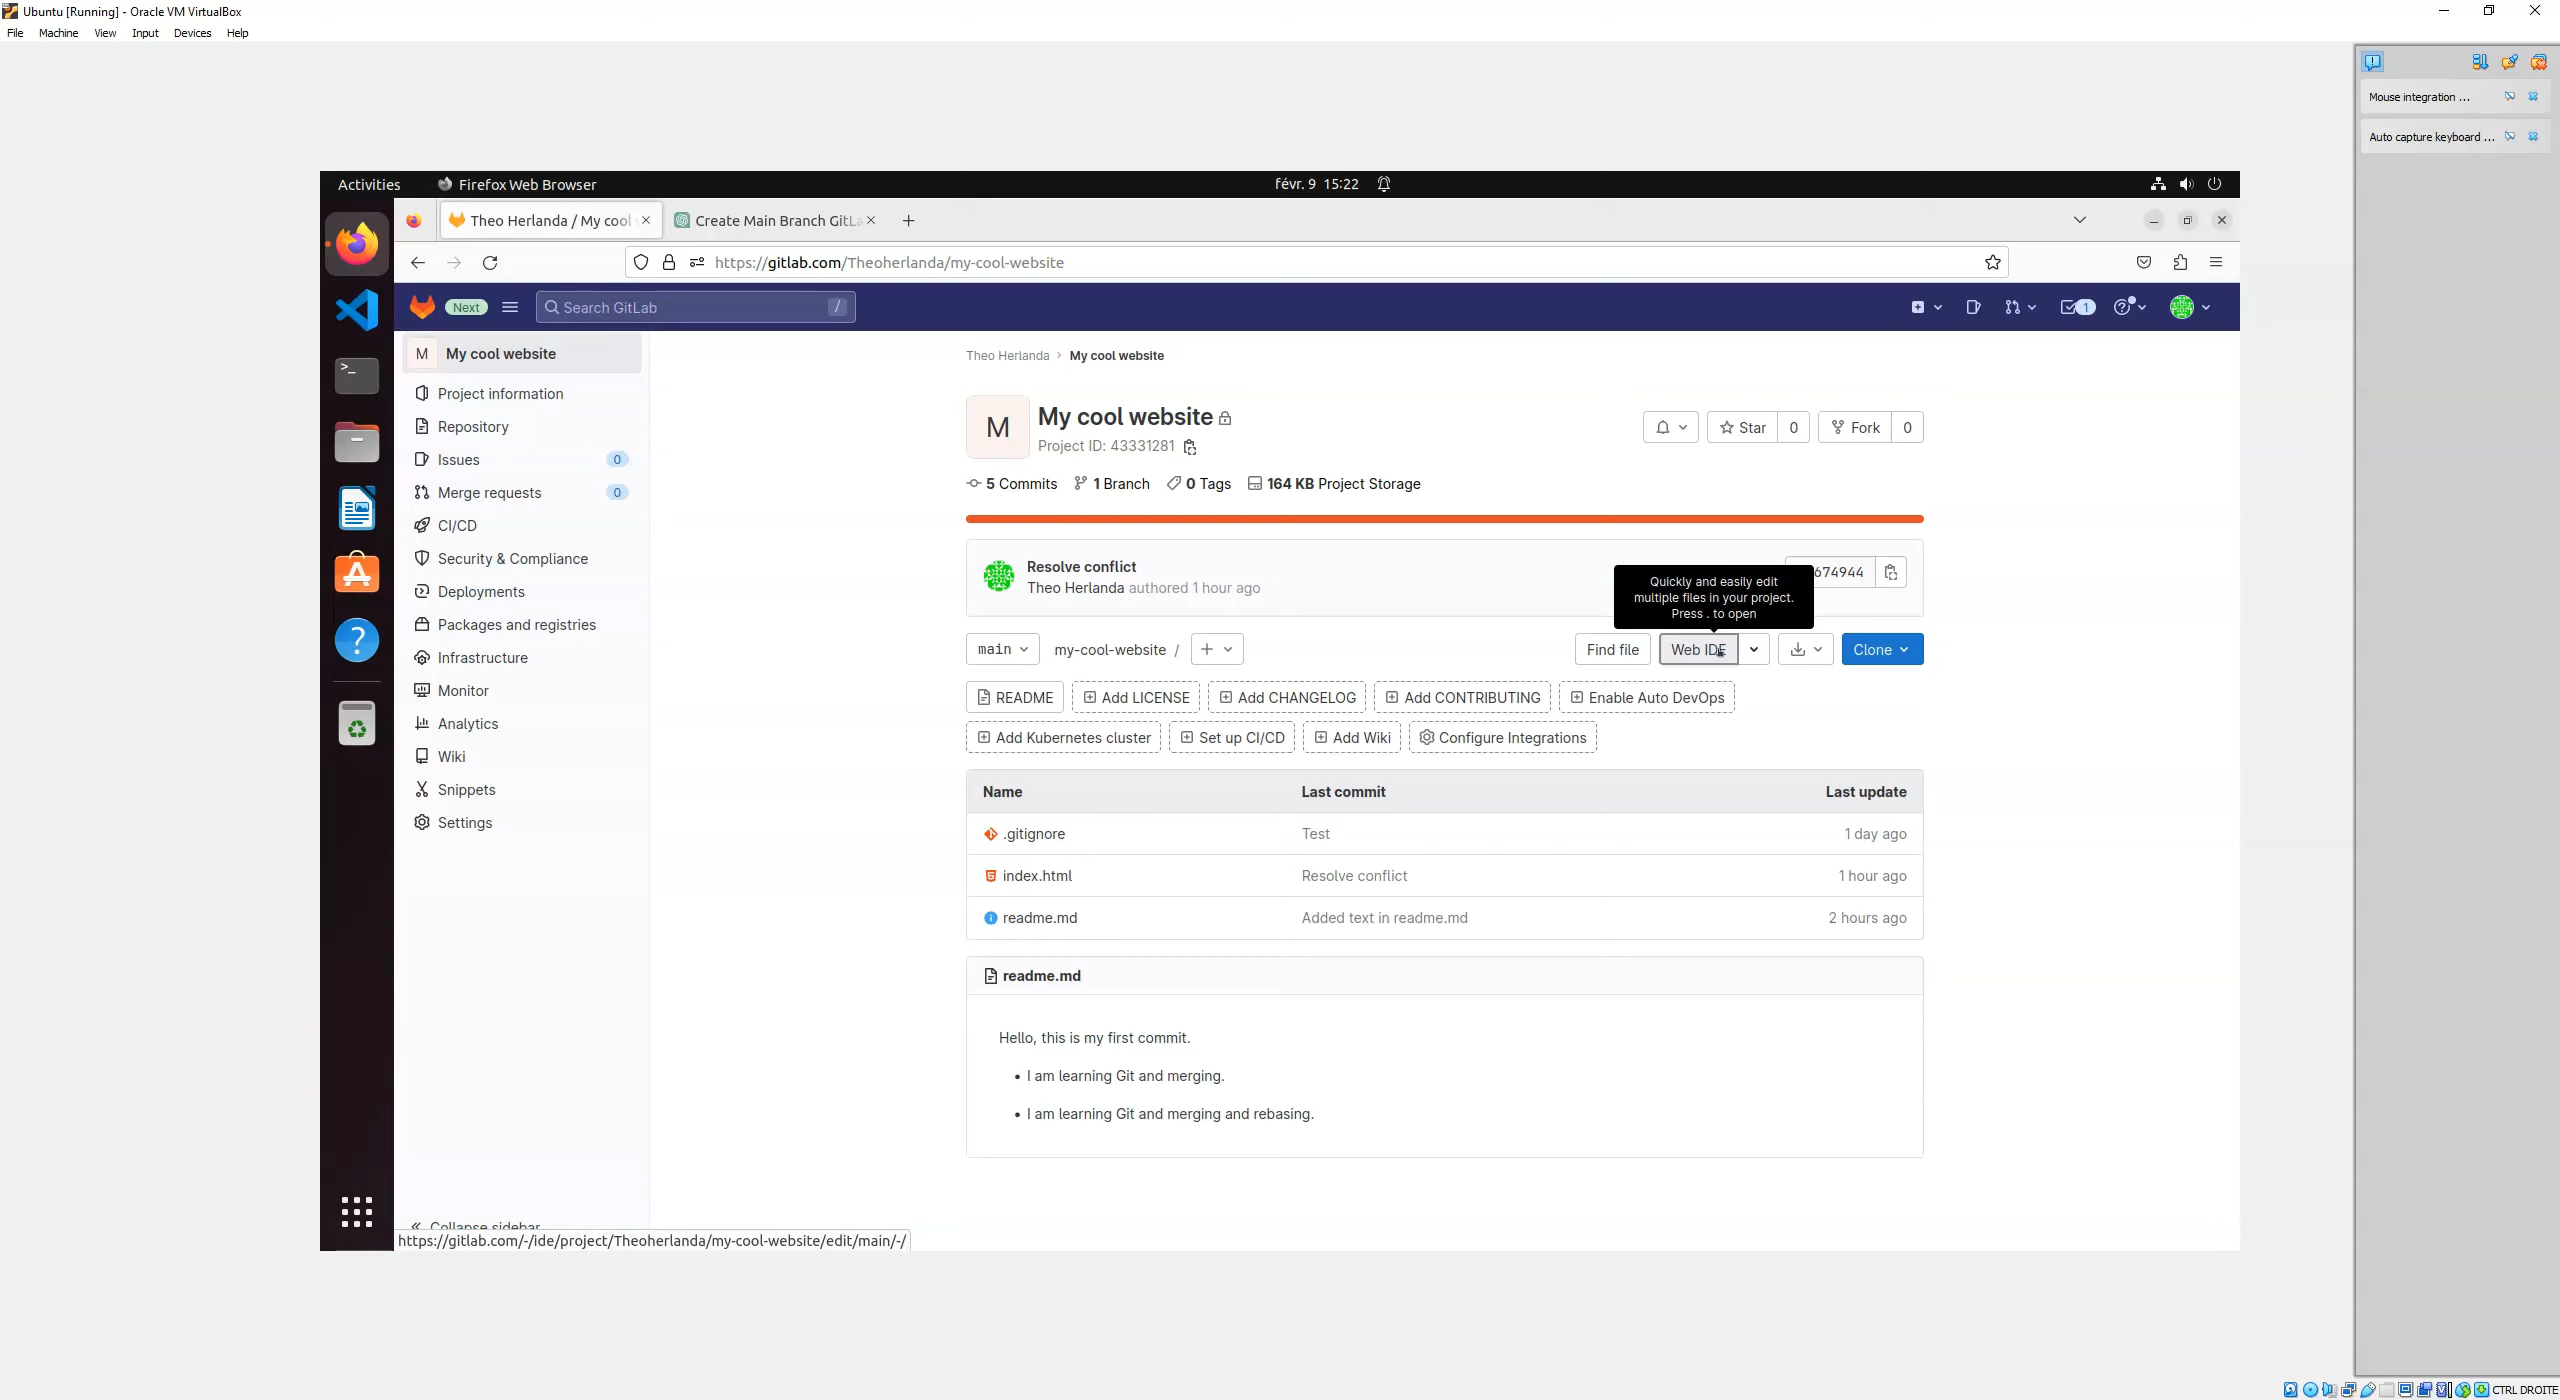 Ubuntu [Running] - Oracle VM VirtualBox
File Machine View Input Devices Help
Mouse integration ...
Auto capture keyboard ...
Activities Firefox Web Browser févr. 9 15:22
Theo Herlanda / My cool
Create Main Branch GitLa
https://gitlab.com/Theoherlanda/my-cool-website
Next
Search GitLab /
1
M My cool website
Project information
Repository
Issues 0
Merge requests 0
CI/CD
Security & Compliance
Deployments
Packages and registries
Infrastructure
Monitor
Analytics
Wiki
Snippets
Settings
Collapse sidebar
https://gitlab.com/-/ide/project/Theoherlanda/my-cool-website/edit/main/-/
Theo Herlanda > My cool website
M
My cool website
Project ID: 43331281
Star 0 Fork 0
5 Commits 1 Branch 0 Tags 164 KB Project Storage
Resolve conflict
Theo Herlanda authored 1 hour ago
674944
Quickly and easily edit
multiple files in your project.
Press . to open
main my-cool-website / +
Find file Web IDE Clone
README Add LICENSE Add CHANGELOG Add CONTRIBUTING Enable Auto DevOps
Add Kubernetes cluster Set up CI/CD Add Wiki Configure Integrations
Name Last commit Last update
.gitignore Test 1 day ago
index.html Resolve conflict 1 hour ago
readme.md Added text in readme.md 2 hours ago
readme.md
Hello, this is my first commit.
• I am learning Git and merging.
• I am learning Git and merging and rebasing.
CTRL DROITE